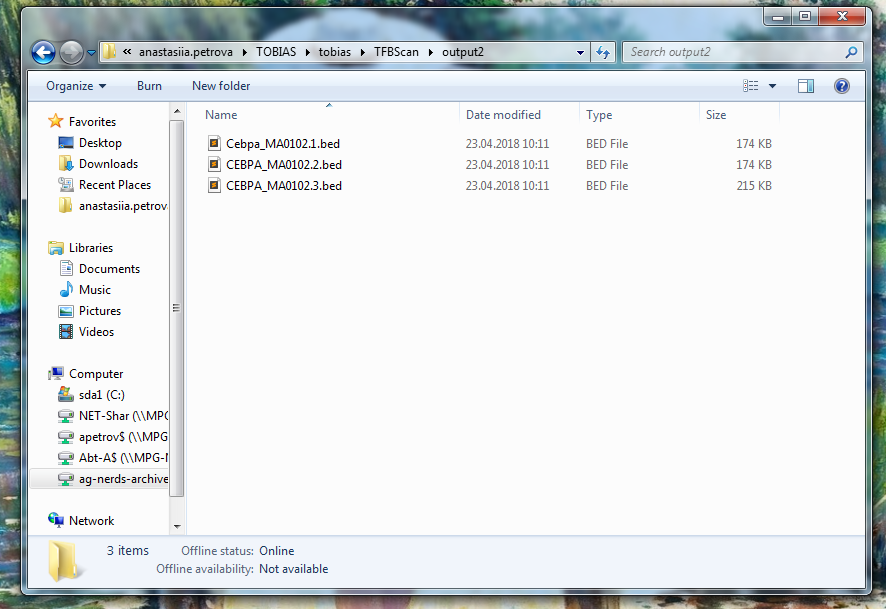 « anastasiia.petrova TOBIAS tobias TFBScan output2 Search output2
Organize Burn New folder
Name Date modified Type Size
Favorites
Desktop
Downloads
Recent Places
anastasiia.petrov
Libraries
Documents
Music
Pictures
Videos
Computer
sda1 (C:)
NET-Shar (\\MPG
apetrov$ (\\MPG
Abt-A$ (\\MPG-N
ag-nerds-archive
Network
Cebpa_MA0102.1.bed 23.04.2018 10:11 BED File 174 KB
CEBPA_MA0102.2.bed 23.04.2018 10:11 BED File 174 KB
CEBPA_MA0102.3.bed 23.04.2018 10:11 BED File 215 KB
3 items Offline status: Online
Offline availability: Not available